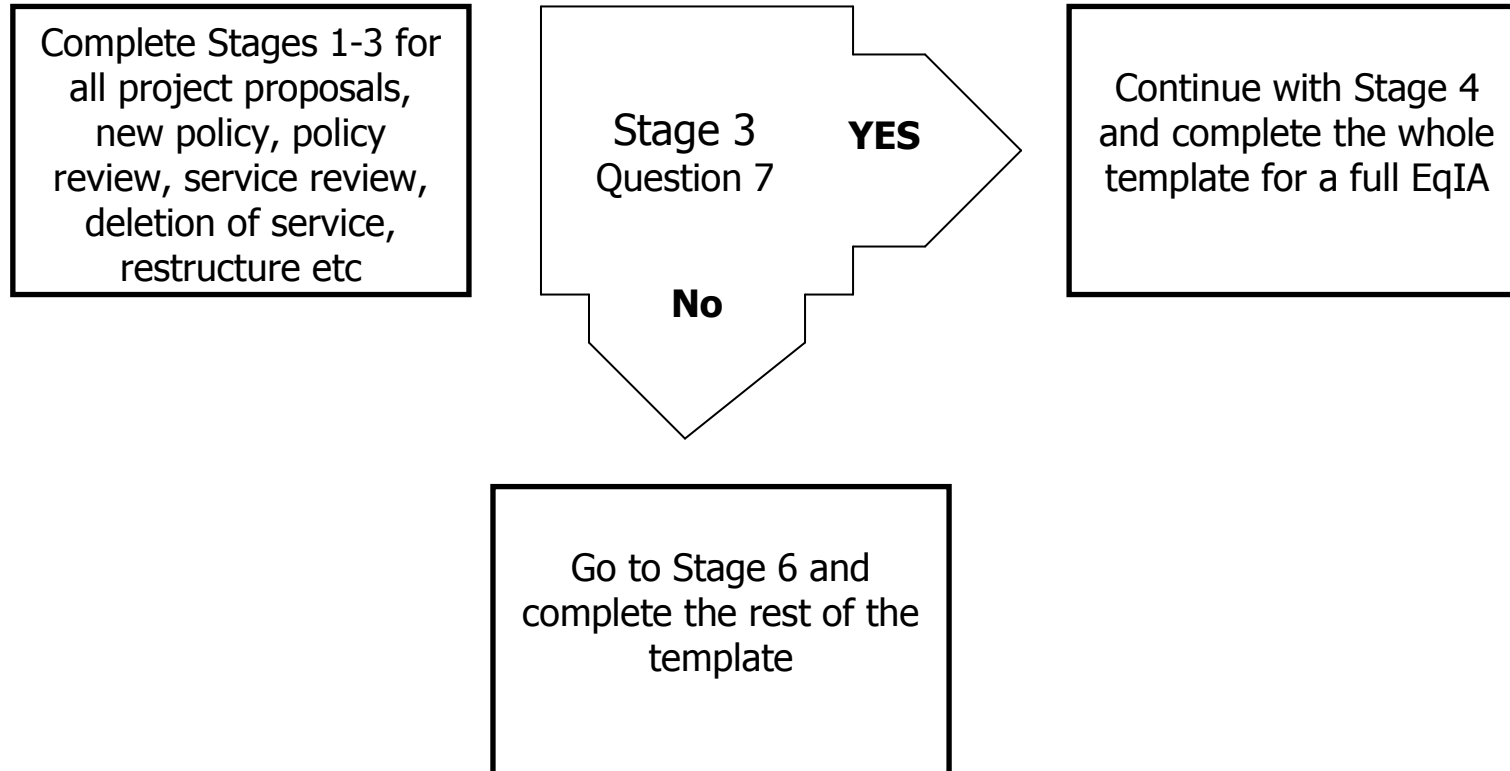 Complete Stages 1-3 for
all project proposals,
new policy, policy
review, service review,
deletion of service,
restructure etc
Stage 3
Question 7
YES
No
Continue with Stage 4
and complete the whole
template for a full EqIA
Go to Stage 6 and
complete the rest of the
template